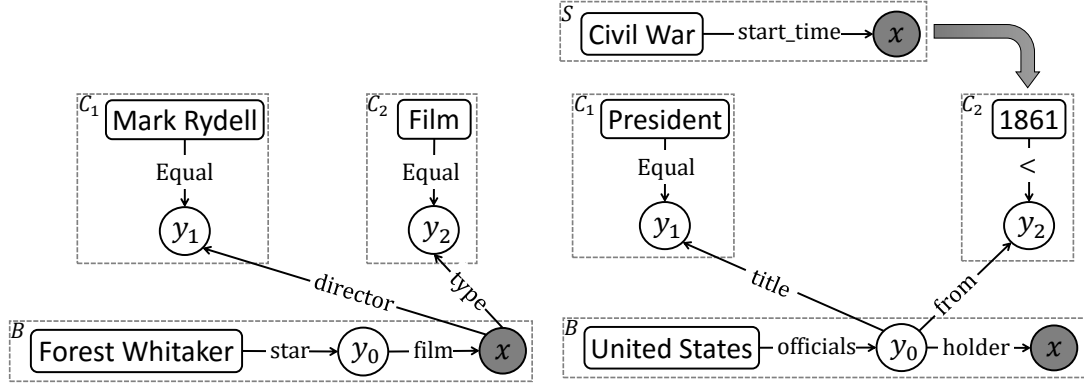 C₁
Mark Rydell
Equal
y₁
C₂
Film
Equal
y₂
director
type
B
Forest Whitaker
star
y₀
film
x
S
Civil War
start_time
x
C₁
President
Equal
y₁
C₂
1861
<
y₂
title
from
B
United States
officials
y₀
holder
x